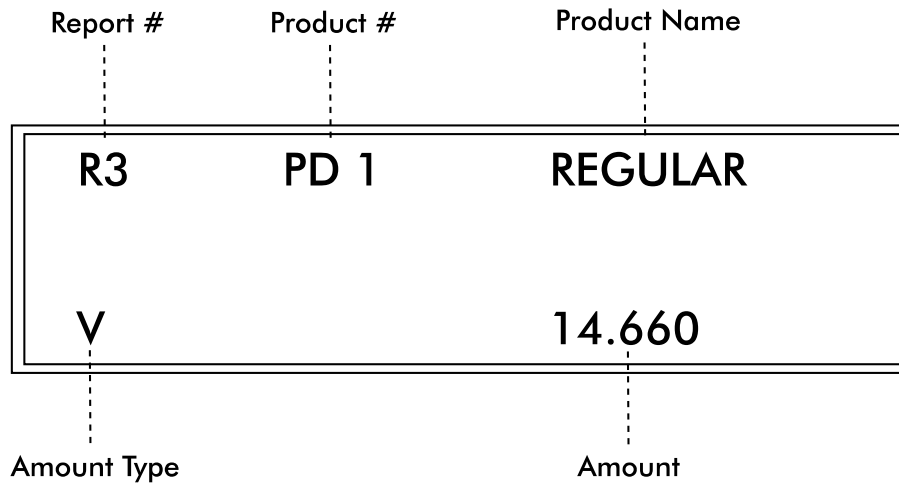 Report # Product # Product Name
R3 PD 1 REGULAR
V 14.660
Amount Type Amount